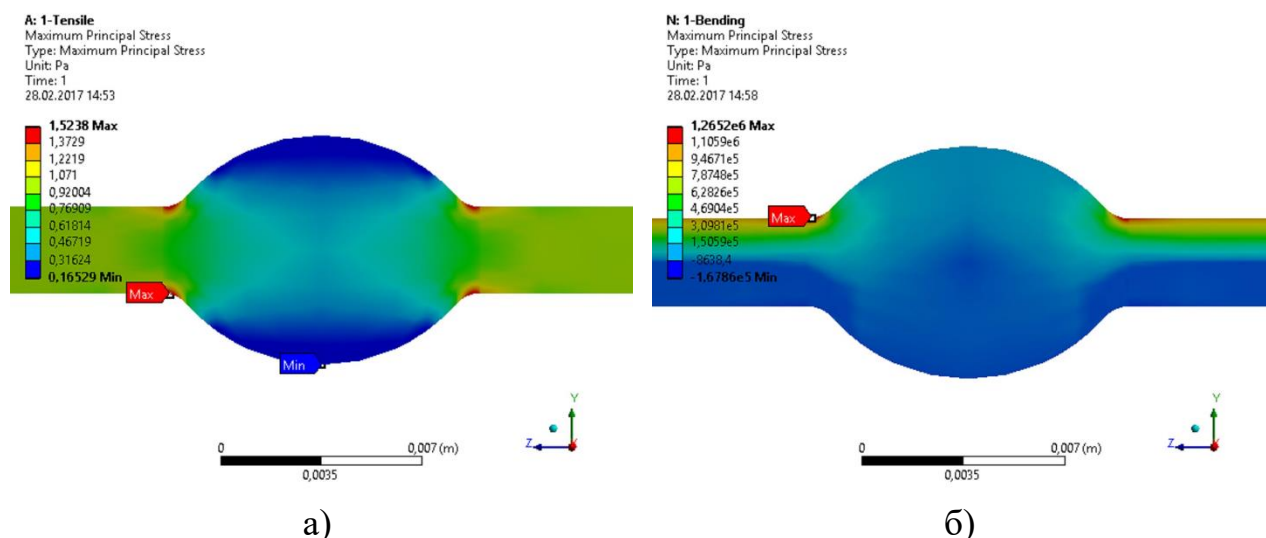 A: 1-Tensile
Maximum Principal Stress
Type: Maximum Principal Stress
Unit: Pa
Time: 1
28.02.2017 14:53
1,5238 Max
1,3729
1,2219
1,071
0,92004
0,76909
0,61814
0,46719
0,31624
0,16529 Min
Max
Min
Y
Z
X
0
0,007 (m)
0,0035
а)
N: 1-Bending
Maximum Principal Stress
Type: Maximum Principal Stress
Unit: Pa
Time: 1
28.02.2017 14:58
1,2652e6 Max
1,1059e6
9,4671e5
7,8748e5
6,2826e5
4,6904e5
3,0981e5
1,5059e5
-8638,4
-1,6786e5 Min
Max
Y
Z
X
0
0,007 (m)
0,0035
б)